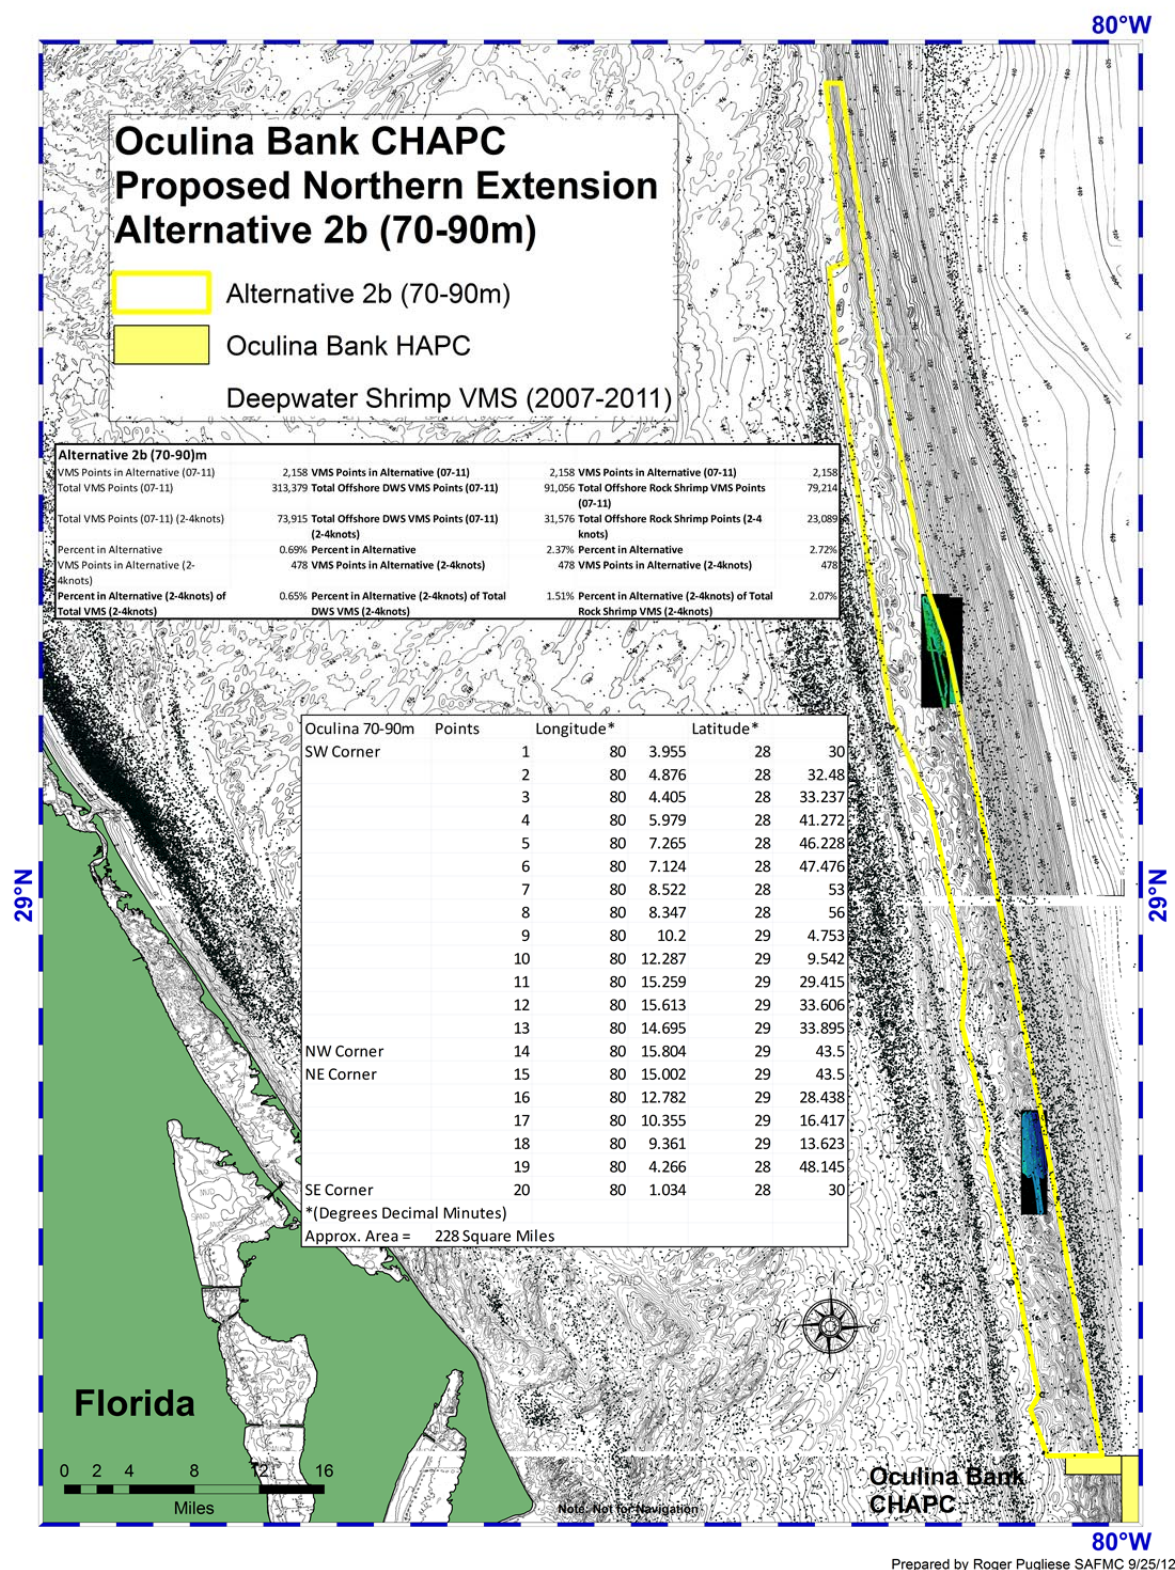 80°W
Oculina Bank CHAPC
Proposed Northern Extension
Alternative 2b (70-90m)
Alternative 2b (70-90m)
Oculina Bank HAPC
Deepwater Shrimp VMS (2007-2011)
Alternative 2b (70-90)m
VMS Points in Alternative (07-11) 2,158 VMS Points in Alternative (07-11) 2,158 VMS Points in Alternative (07-11) 2,158
Total VMS Points (07-11) 313,379 Total Offshore DWS VMS Points (07-11) 91,056 Total Offshore Rock Shrimp VMS Points 79,214
(07-11)
Total VMS Points (07-11) (2-4knots) 73,915 Total Offshore DWS VMS Points (07-11) 31,576 Total Offshore Rock Shrimp Points (2-4 23,089
(2-4knots) knots)
Percent in Alternative 0.69% Percent in Alternative 2.37% Percent in Alternative 2.72%
VMS Points in Alternative (2- 478 VMS Points in Alternative (2-4knots) 478 VMS Points in Alternative (2-4knots) 478
4knots)
Percent in Alternative (2-4knots) of 0.65% Percent in Alternative (2-4knots) of Total 1.51% Percent in Alternative (2-4knots) of Total 2.07%
Total VMS (2-4knots) DWS VMS (2-4knots) Rock Shrimp VMS (2-4knots)
Oculina 70-90m Points Longitude* Latitude*
SW Corner 1 80 3.955 28 30
2 80 4.876 28 32.48
3 80 4.405 28 33.237
4 80 5.979 28 41.272
5 80 7.265 28 46.228
6 80 7.124 28 47.476
7 80 8.522 28 53
8 80 8.347 28 56
9 80 10.2 29 4.753
10 80 12.287 29 9.542
11 80 15.259 29 29.415
12 80 15.613 29 33.606
13 80 14.695 29 33.895
NW Corner 14 80 15.804 29 43.5
NE Corner 15 80 15.002 29 43.5
16 80 12.782 29 28.438
17 80 10.355 29 16.417
18 80 9.361 29 13.623
19 80 4.266 28 48.145
SE Corner 20 80 1.034 28 30
*(Degrees Decimal Minutes)
Approx. Area = 228 Square Miles
29°N
29°N
SAND
SAND
Florida
0 2 4 8 12 16
Miles
Note: Not for Navigation
Oculina Bank
CHAPC
80°W
Prepared by Roger Pugliese SAFMC 9/25/12